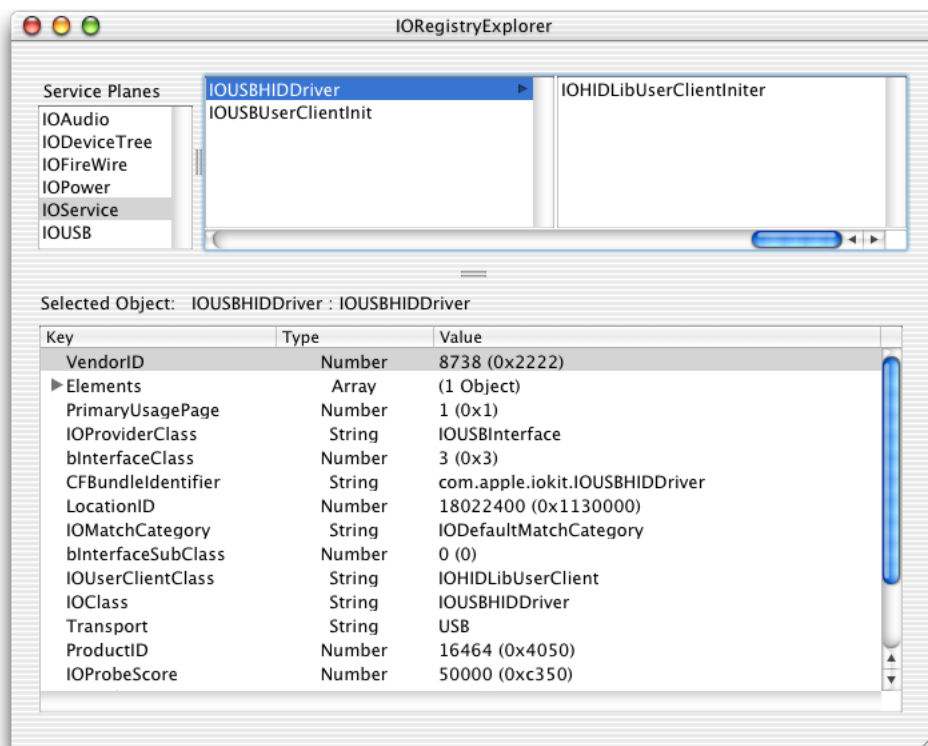 IORegistryExplorer
Service Planes
IOAudio
IODeviceTree
IOFireWire
IOPower
IOService
IOUSB
IOUSBHIDDriver
IOUSBUserClientInit
IOHIDLibUserClientIniter
Selected Object: IOUSBHIDDriver : IOUSBHIDDriver
Key Type Value
VendorID Number 8738 (0x2222)
Elements Array (1 Object)
PrimaryUsagePage Number 1 (0x1)
IOProviderClass String IOUSBInterface
bInterfaceClass Number 3 (0x3)
CFBundleIdentifier String com.apple.iokit.IOUSBHIDDriver
LocationID Number 18022400 (0x1130000)
IOMatchCategory String IODefaultMatchCategory
bInterfaceSubClass Number 0 (0)
IOUserClientClass String IOHIDLibUserClient
IOClass String IOUSBHIDDriver
Transport String USB
ProductID Number 16464 (0x4050)
IOProbeScore Number 50000 (0xc350)